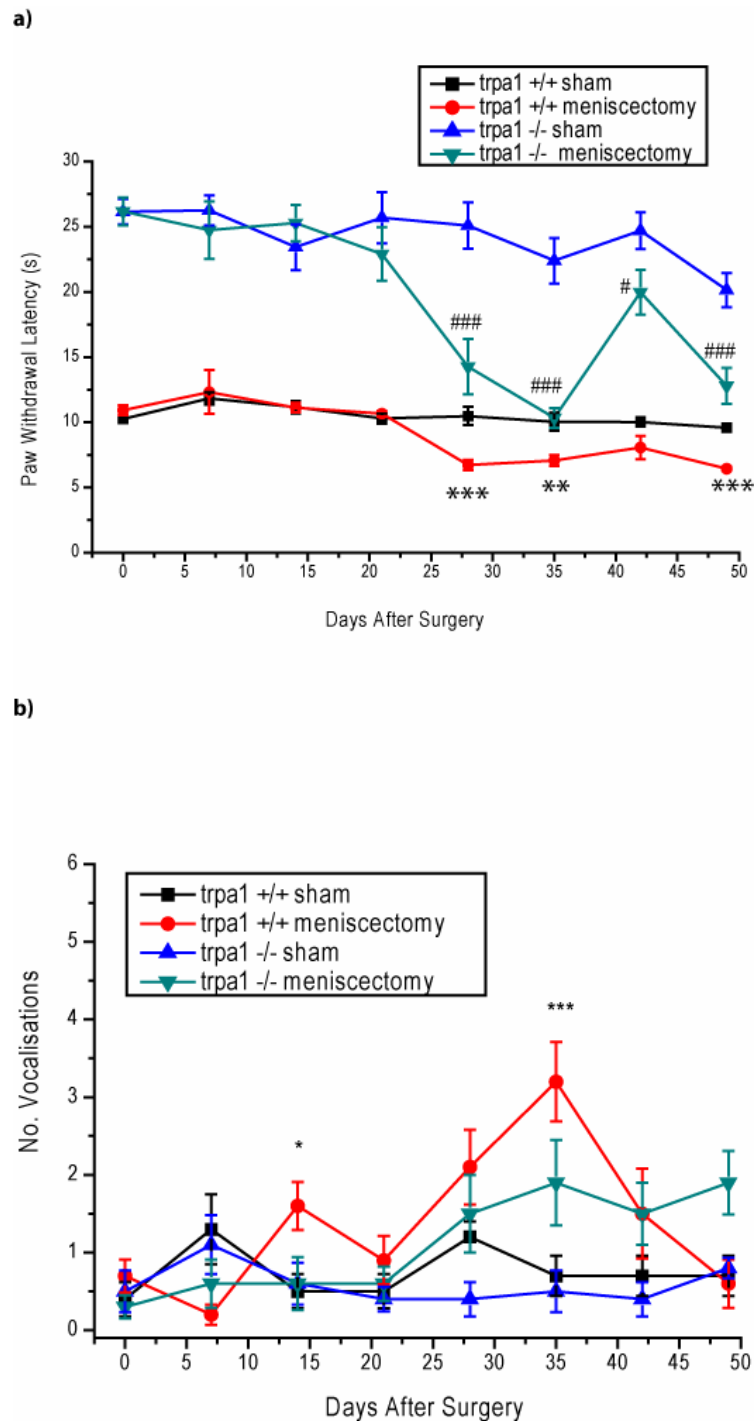 a)
trpa1 +/+ sham
trpa1 +/+ meniscectomy
trpa1 -/- sham
trpa1 -/- meniscectomy
30
25
20
15
10
5
0
Paw Withdrawal Latency (s)
###
###
#
###
***
**
***
0 5 10 15 20 25 30 35 40 45 50
Days After Surgery
b)
trpa1 +/+ sham
trpa1 +/+ meniscectomy
trpa1 -/- sham
trpa1 -/- meniscectomy
6
5
4
3
2
1
0
No. Vocalisations
*
***
0 5 10 15 20 25 30 35 40 45 50
Days After Surgery